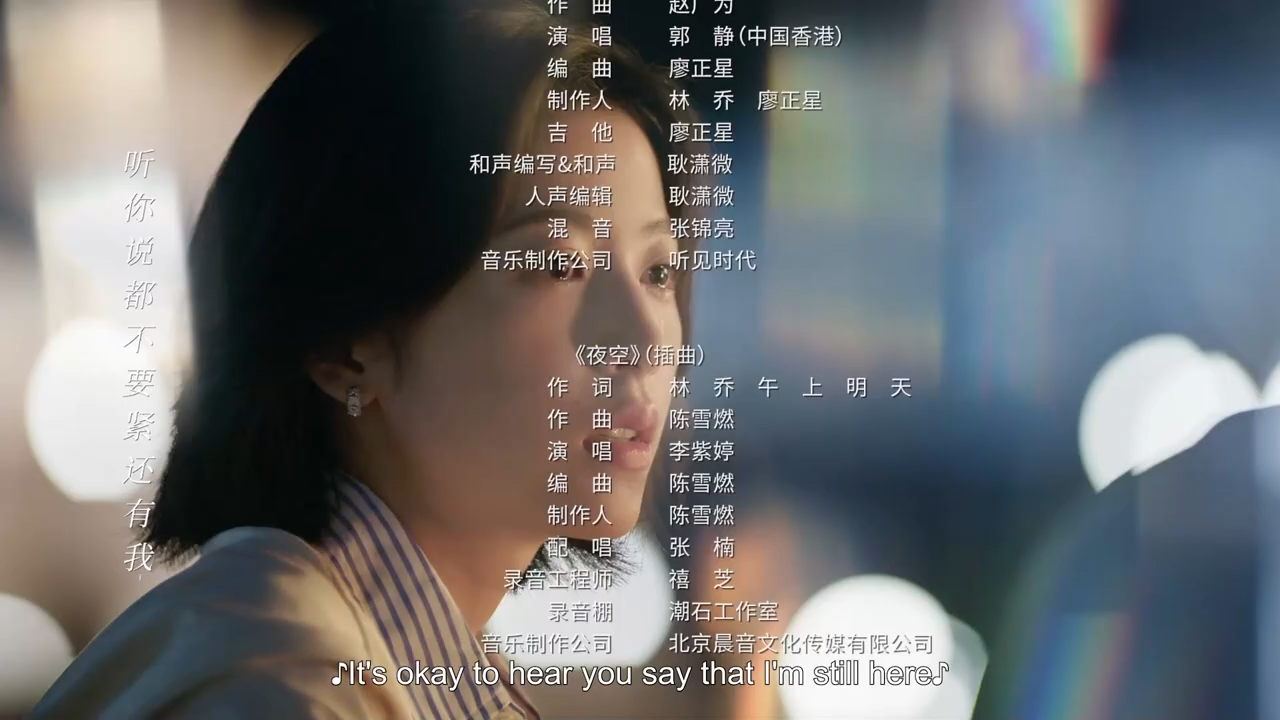 作 曲 赵广为
演 唱 郭 静(中国香港)
编 曲 廖正星
制作人 林 乔 廖正星
吉 他 廖正星
和声编写&和声 耿潇微
人声编辑 耿潇微
混 音 张锦亮
音乐制作公司 听见时代
《夜空》(插曲)
作 词 林 乔 午 上 明 天
作 曲 陈雪燃
演 唱 李紫婷
编 曲 陈雪燃
制作人 陈雪燃
配 唱 张 楠
录音工程师 禧 芝
录音棚 潮石工作室
音乐制作公司 北京晨音文化传媒有限公司
听你说都不要紧还有我
♪It's okay to hear you say that I'm still here♪